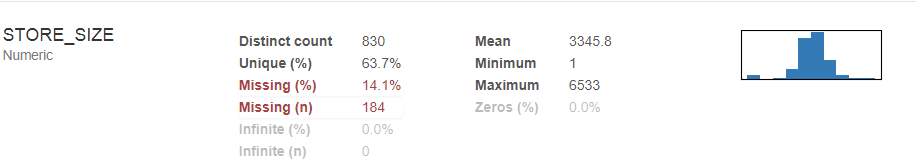 STORE_SIZE
Numeric
Distinct count 830
Unique (%) 63.7%
Missing (%) 14.1%
Missing (n) 184
Infinite (%) 0.0%
Infinite (n) 0
Mean 3345.8
Minimum 1
Maximum 6533
Zeros (%) 0.0%